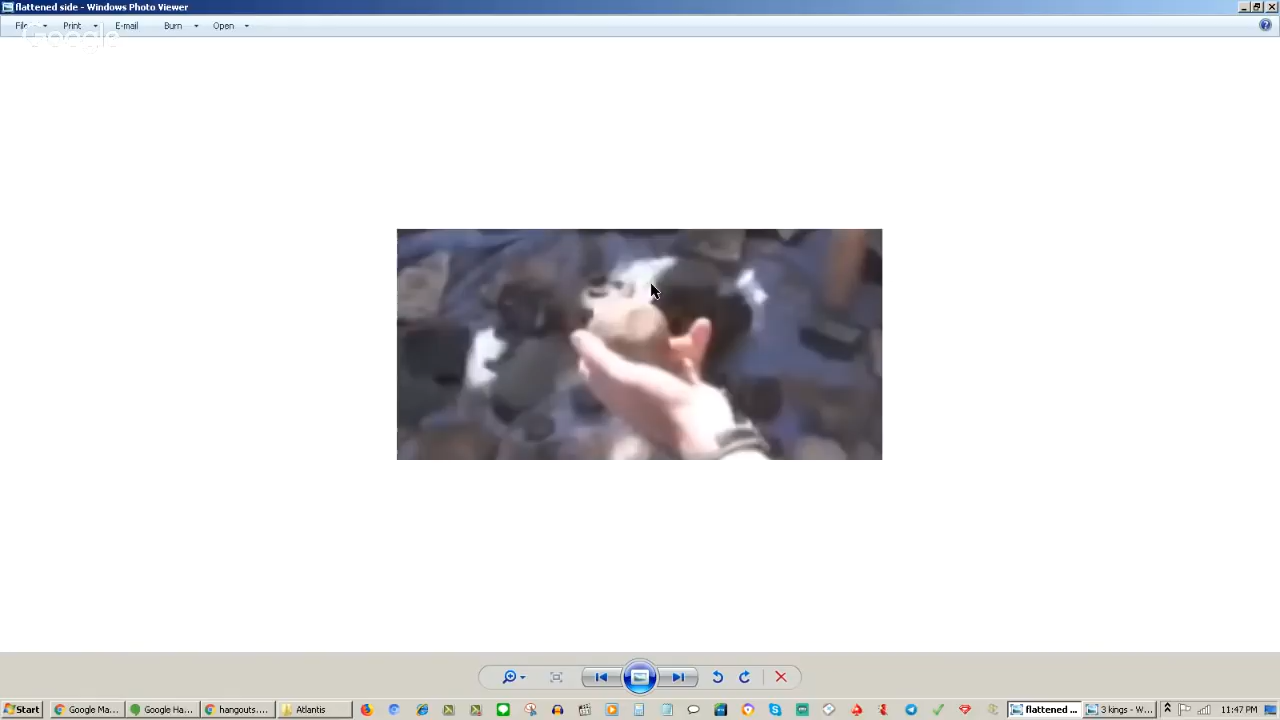 flattened side - Windows Photo Viewer
File Print E-mail Burn Open
Google
Start Google Ma... Google Ha... hangouts.... Atlantis flattened ... 3 kings - W... 11:47 PM